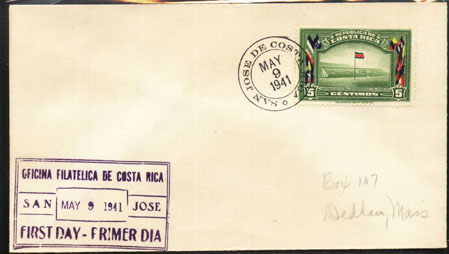 REPUBLICA DE
COSTA RICA
5 CENTIMOS 5
SAN JOSE DE COST
MAY
9
1941
Box 107
Dedham, Mass
OFICINA FILATELICA DE COSTA RICA
SAN MAY 9 1941 JOSE
FIRST DAY - PRIMER DIA